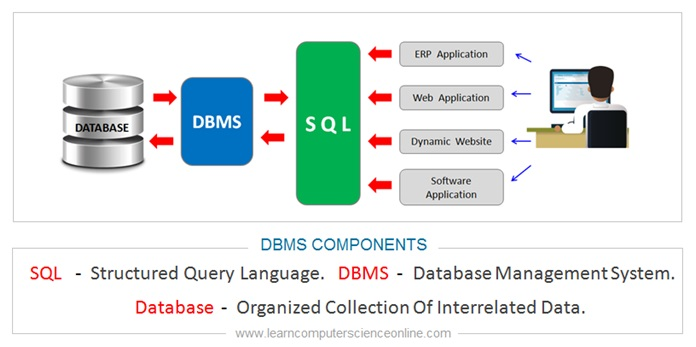 DATABASE
DBMS
SQL
ERP Application
Web Application
Dynamic Website
Software
Application
DBMS COMPONENTS
SQL - Structured Query Language. DBMS - Database Management System.
Database - Organized Collection Of Interrelated Data.
www.learncomputerscienceonline.com